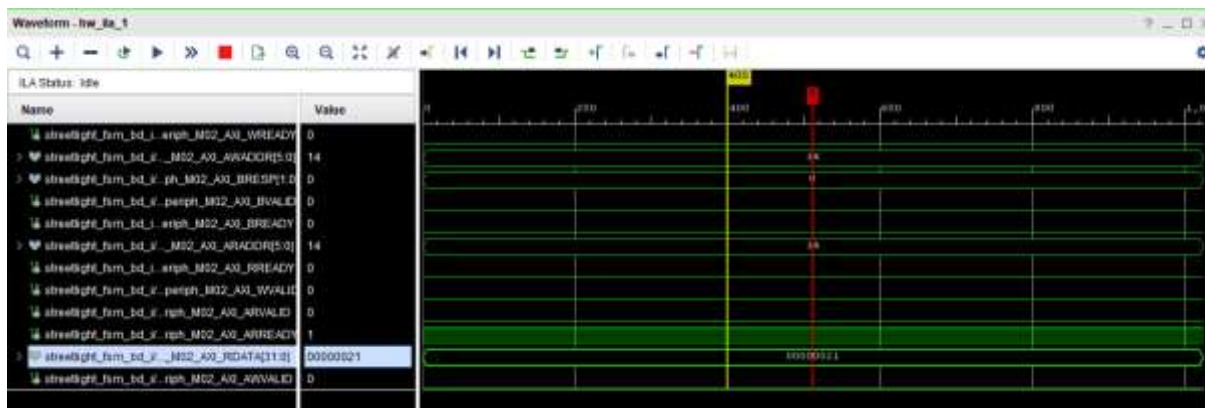 Waveform - hw_ila_1
ILA Status: Idle
Name Value 0 200 400 405 600 800
streetlight_fsm_bd_i...eriph_M02_AXI_WREADY 0
streetlight_fsm_bd_i/..._M02_AXI_AWADDR[5:0] 14 14
streetlight_fsm_bd_i/...ph_M02_AXI_BRESP[1:0] 0 0
streetlight_fsm_bd_i/...periph_M02_AXI_BVALID 0
streetlight_fsm_bd_i...eriph_M02_AXI_BREADY 0
streetlight_fsm_bd_i/..._M02_AXI_ARADDR[5:0] 14 14
streetlight_fsm_bd_i...eriph_M02_AXI_RREADY 0
streetlight_fsm_bd_i/...periph_M02_AXI_WVALID 0
streetlight_fsm_bd_i/...riph_M02_AXI_ARVALID 0
streetlight_fsm_bd_i/...riph_M02_AXI_ARREADY 1
streetlight_fsm_bd_i/..._M02_AXI_RDATA[31:0] 00000021 00000021
streetlight_fsm_bd_i/...riph_M02_AXI_AWVALID 0